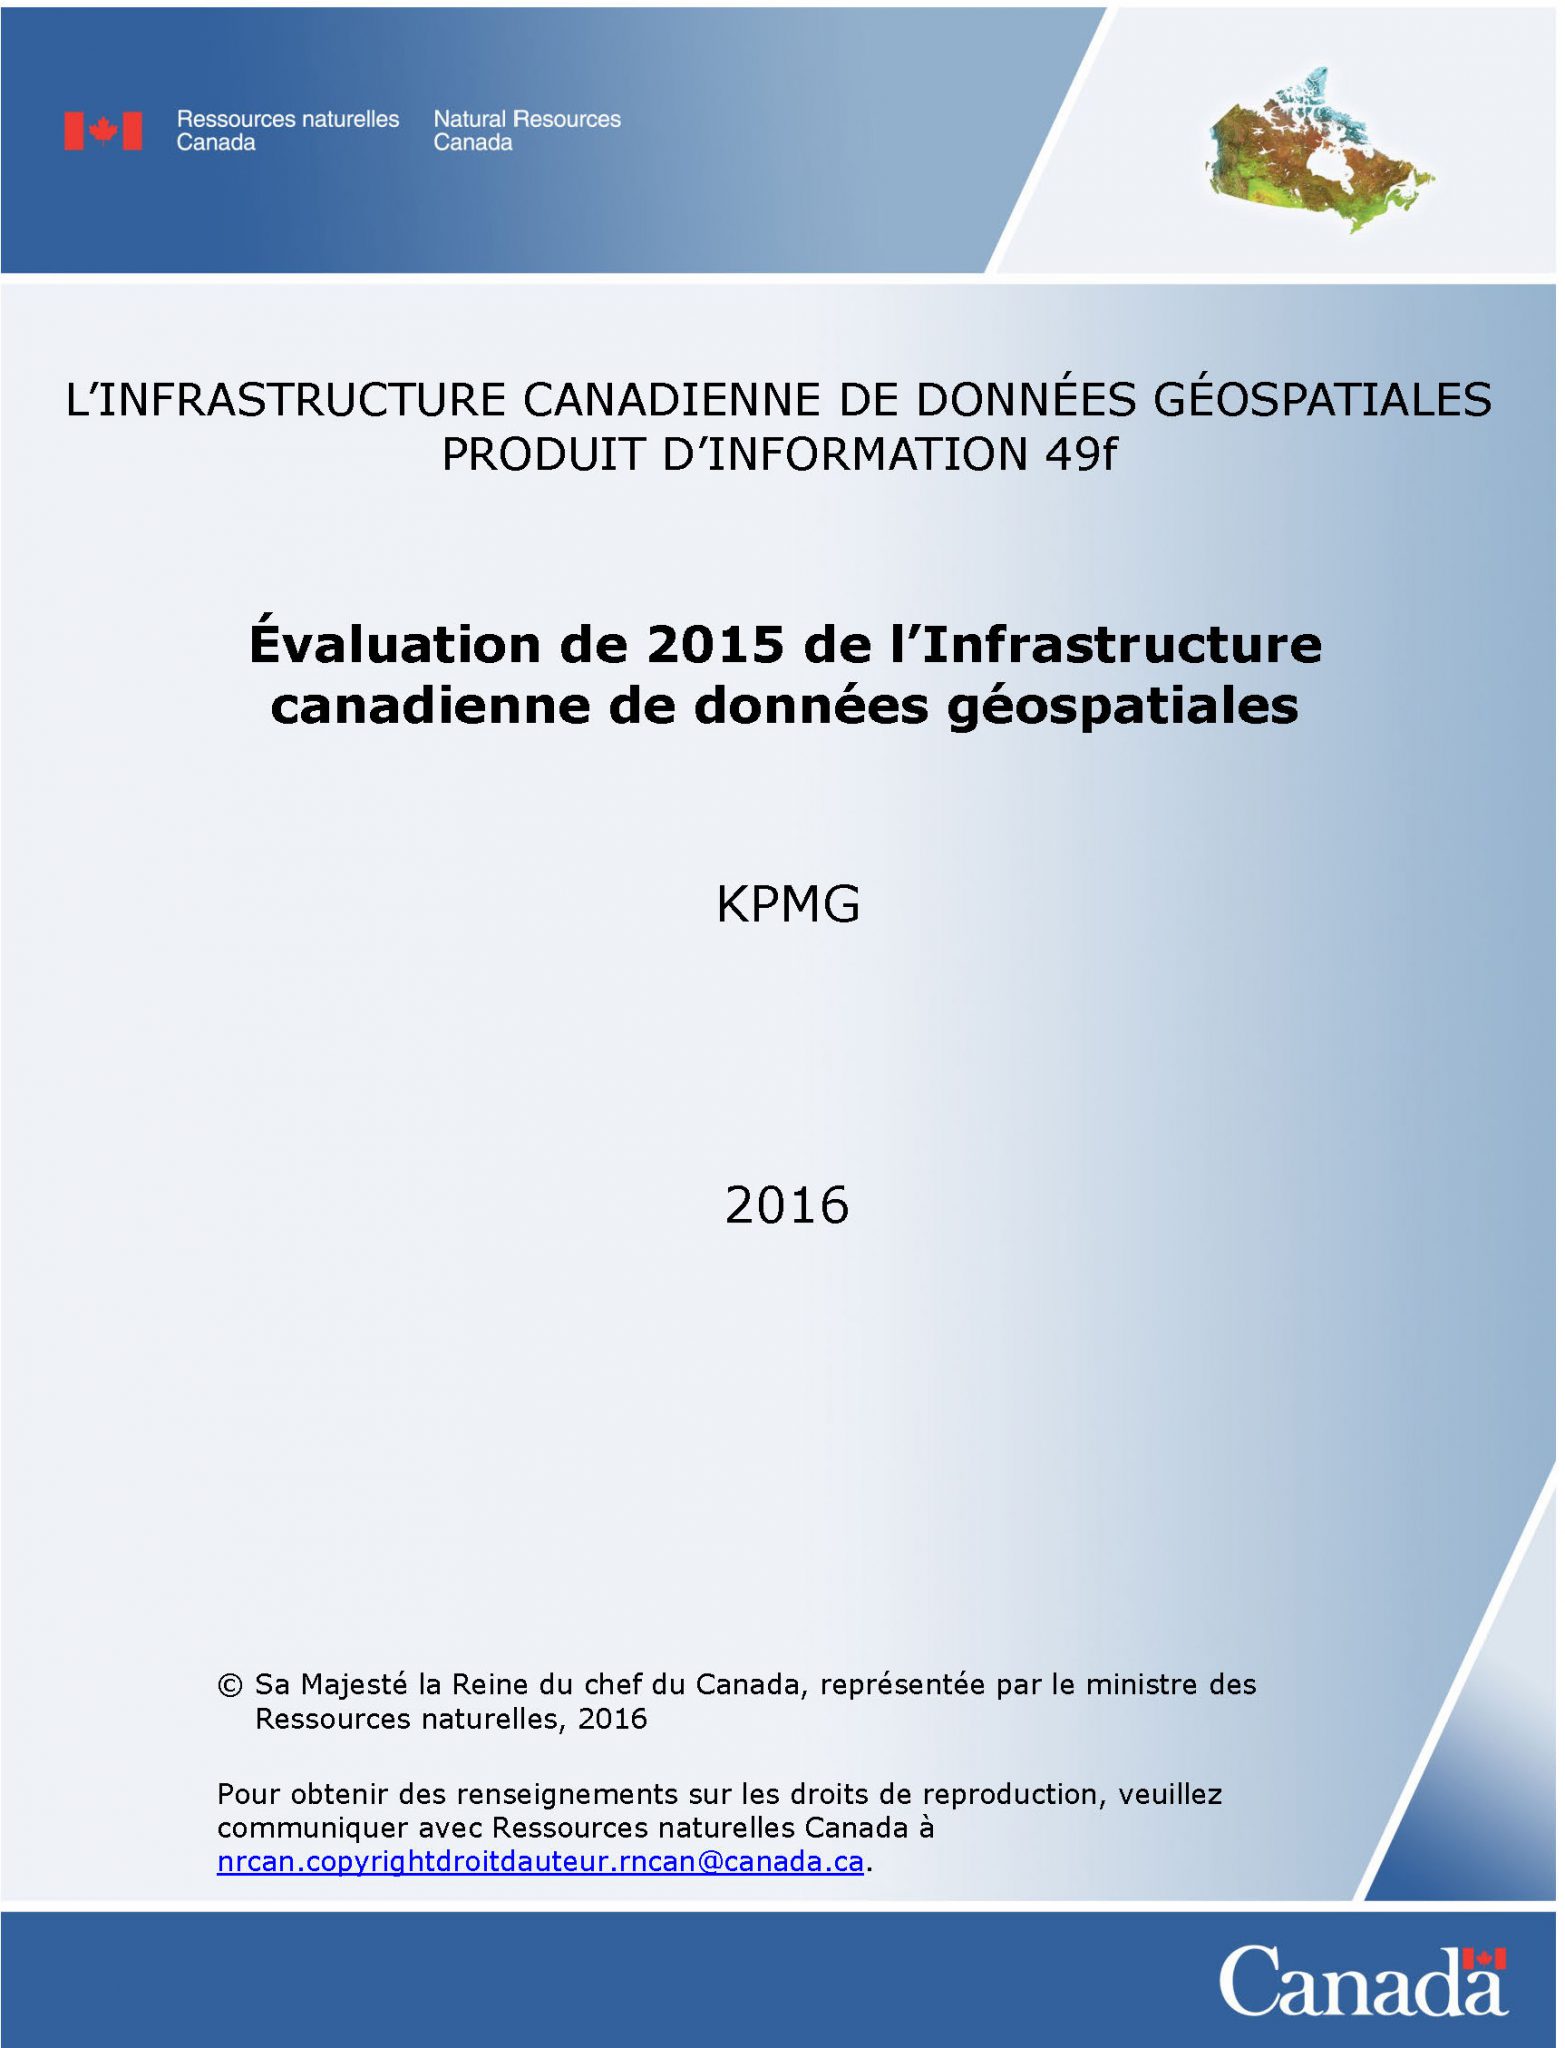 Ressources naturelles
Canada
Natural Resources
Canada
L’INFRASTRUCTURE CANADIENNE DE DONNÉES GÉOSPATIALES
PRODUIT D’INFORMATION 49f
Évaluation de 2015 de l’Infrastructure
canadienne de données géospatiales
KPMG
2016
© Sa Majesté la Reine du chef du Canada, représentée par le ministre des
Ressources naturelles, 2016
Pour obtenir des renseignements sur les droits de reproduction, veuillez
communiquer avec Ressources naturelles Canada à
nrcan.copyrightdroitdauteur.rncan@canada.ca.
Canada